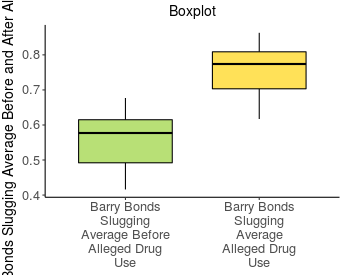 Boxplot
Bonds Slugging Average Before and After
0.8
0.7
0.6
0.5
0.4
Barry Bonds
Slugging
Average Before
Alleged Drug
Use
Barry Bonds
Slugging
Average
Alleged Drug
Use